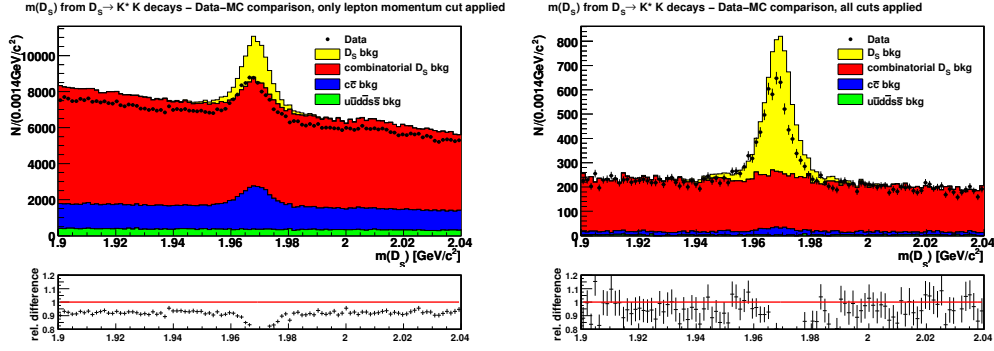 m(D_S) from D_S→ K* K decays – Data-MC comparison, only lepton momentum cut applied
N/(0.0014GeV/c²)
10000
8000
6000
4000
2000
0
Data
D_S bkg
combinatorial D_S bkg
cc̅ bkg
uu̅dd̅ss̅ bkg
1.9 1.92 1.94 1.96 1.98 2 2.02 2.04
m(D_s) [GeV/c²]
rel. difference
1.2
1.1
1
0.9
0.8
1.9 1.92 1.94 1.96 1.98 2 2.02 2.04
m(D_S) from D_S→ K* K decays – Data-MC comparison, all cuts applied
N/(0.0014GeV/c²)
800
700
600
500
400
300
200
100
0
Data
D_S bkg
combinatorial D_S bkg
cc̅ bkg
uu̅dd̅ss̅ bkg
1.9 1.92 1.94 1.96 1.98 2 2.02 2.04
m(D_s) [GeV/c²]
rel. difference
1.2
1.1
1
0.9
0.8
1.9 1.92 1.94 1.96 1.98 2 2.02 2.04